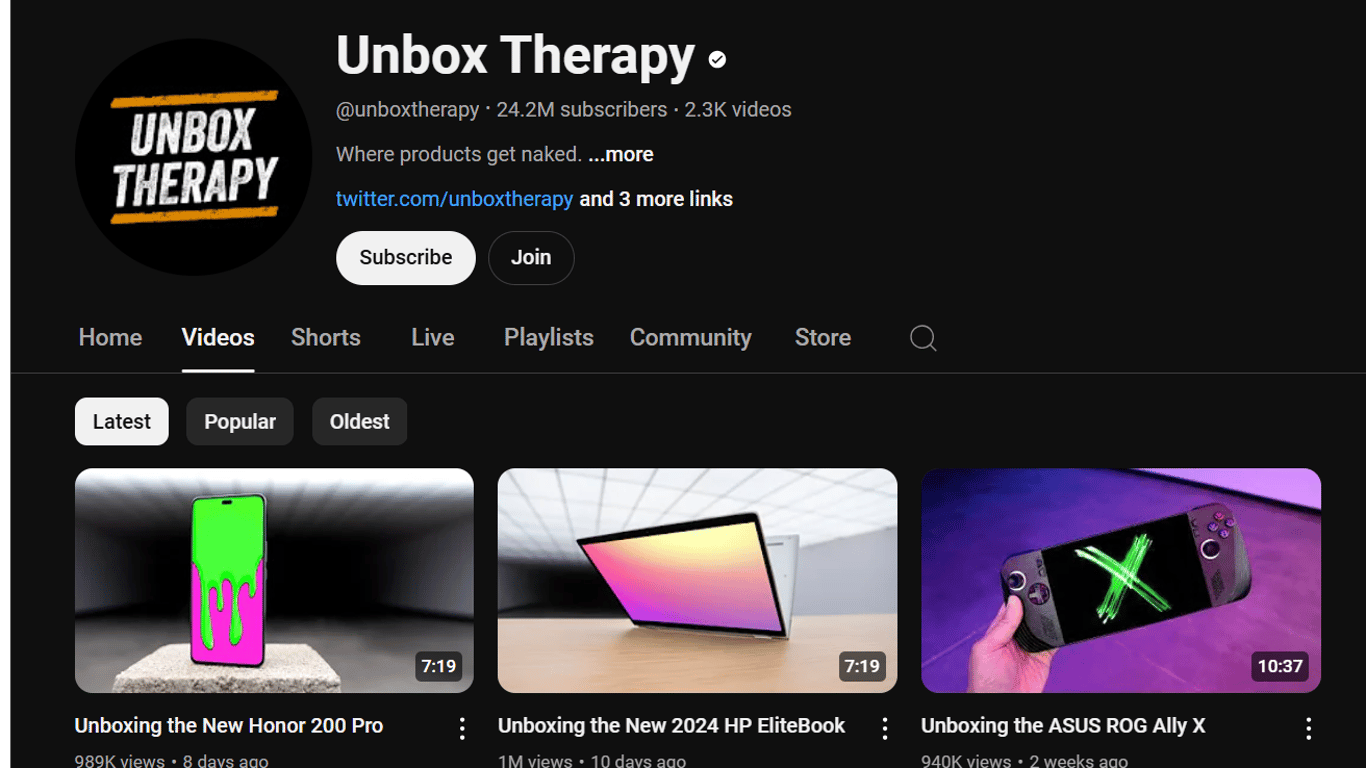 UNBOX
THERAPY
Unbox Therapy
@unboxtherapy · 24.2M subscribers · 2.3K videos
Where products get naked. ...more
twitter.com/unboxtherapy and 3 more links
Subscribe Join
Home Videos Shorts Live Playlists Community Store
Latest Popular Oldest
7:19 7:19 10:37
Unboxing the New Honor 200 Pro Unboxing the New 2024 HP EliteBook Unboxing the ASUS ROG Ally X
989K views • 8 days ago 1M views • 10 days ago 940K views • 2 weeks ago